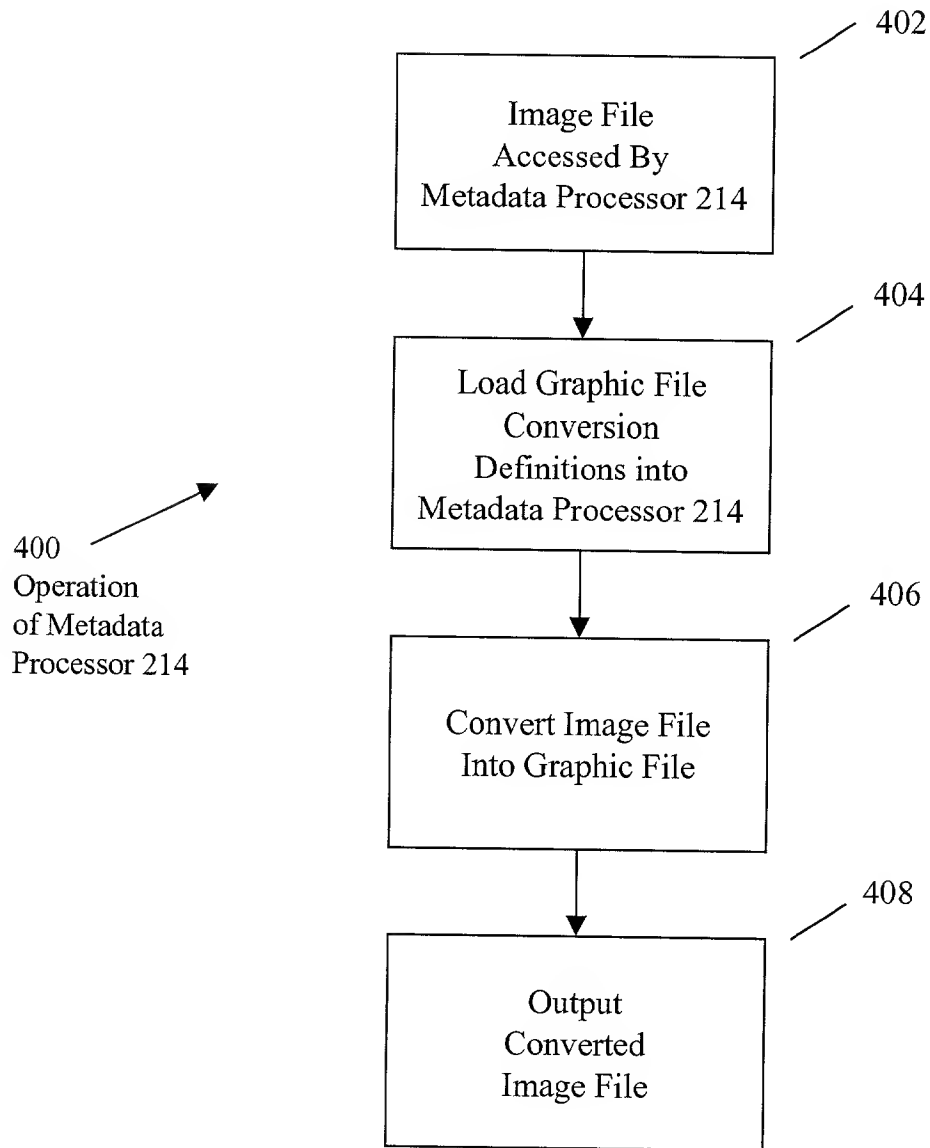 402
Image File
Accessed By
Metadata Processor 214
404
Load Graphic File
Conversion
Definitions into
Metadata Processor 214
400
Operation
of Metadata
Processor 214
406
Convert Image File
Into Graphic File
408
Output
Converted
Image File